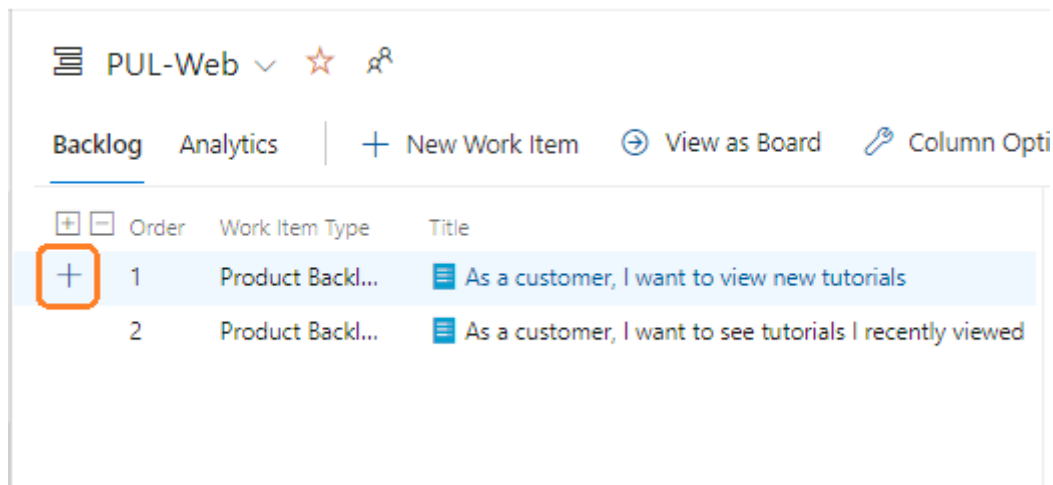 PUL-Web
Backlog Analytics New Work Item View as Board Column Opti
Order Work Item Type Title
1 Product Backl... As a customer, I want to view new tutorials
2 Product Backl... As a customer, I want to see tutorials I recently viewed